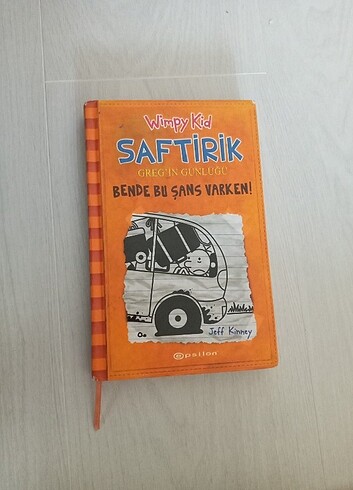 Wimpy Kid
SAFTİRİK
GREG'İN GÜNLÜĞÜ
BENDE BU ŞANS VARKEN!
Jeff Kinney
epsilon